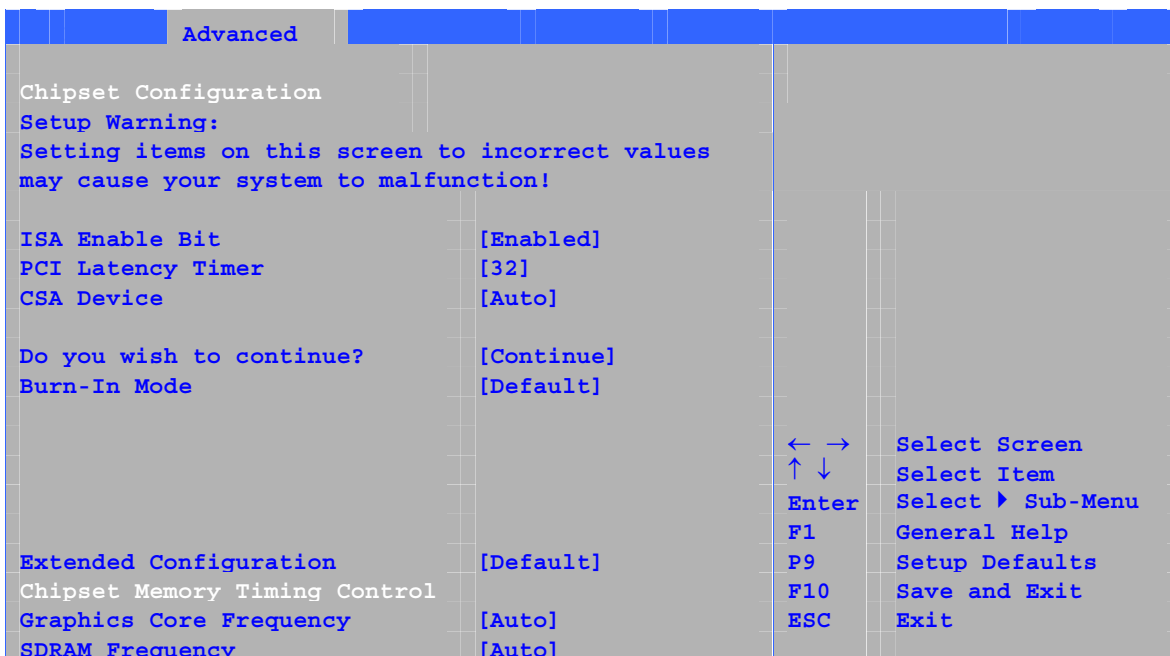 Advanced
Chipset Configuration
Setup Warning:
Setting items on this screen to incorrect values
may cause your system to malfunction!
ISA Enable Bit [Enabled]
PCI Latency Timer [32]
CSA Device [Auto]
Do you wish to continue? [Continue]
Burn-In Mode [Default]
Extended Configuration [Default]
Chipset Memory Timing Control
Graphics Core Frequency [Auto]
SDRAM Frequency [Auto]
← → Select Screen
↑ ↓ Select Item
Enter Select ▶ Sub-Menu
F1 General Help
P9 Setup Defaults
F10 Save and Exit
ESC Exit